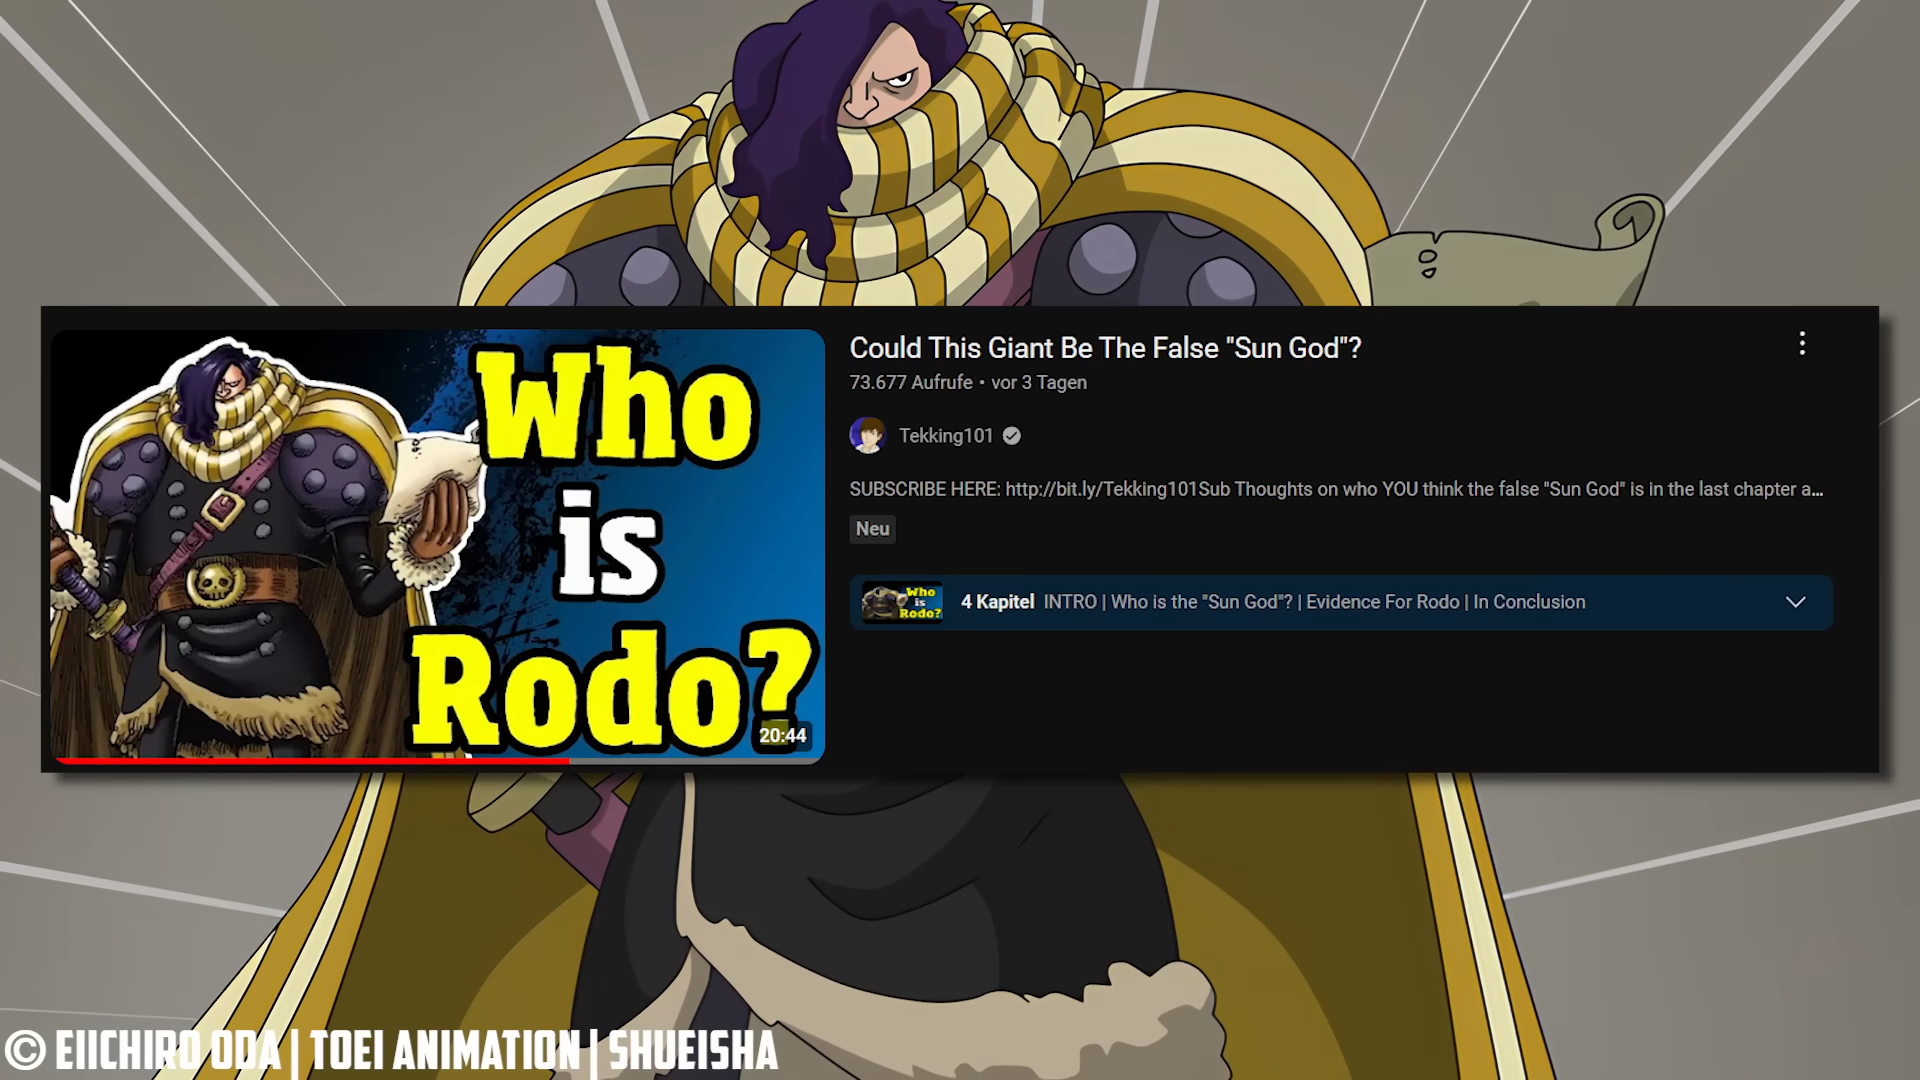 Who
is
Rodo?
20:44
Could This Giant Be The False "Sun God"?
73.677 Aufrufe • vor 3 Tagen
Tekking101
SUBSCRIBE HERE: http://bit.ly/Tekking101Sub Thoughts on who YOU think the false "Sun God" is in the last chapter a...
Neu
Who
is
Rodo?
4 Kapitel INTRO | Who is the "Sun God"? | Evidence For Rodo | In Conclusion
© EIICHIRO ODA | TOEI ANIMATION | SHUEISHA